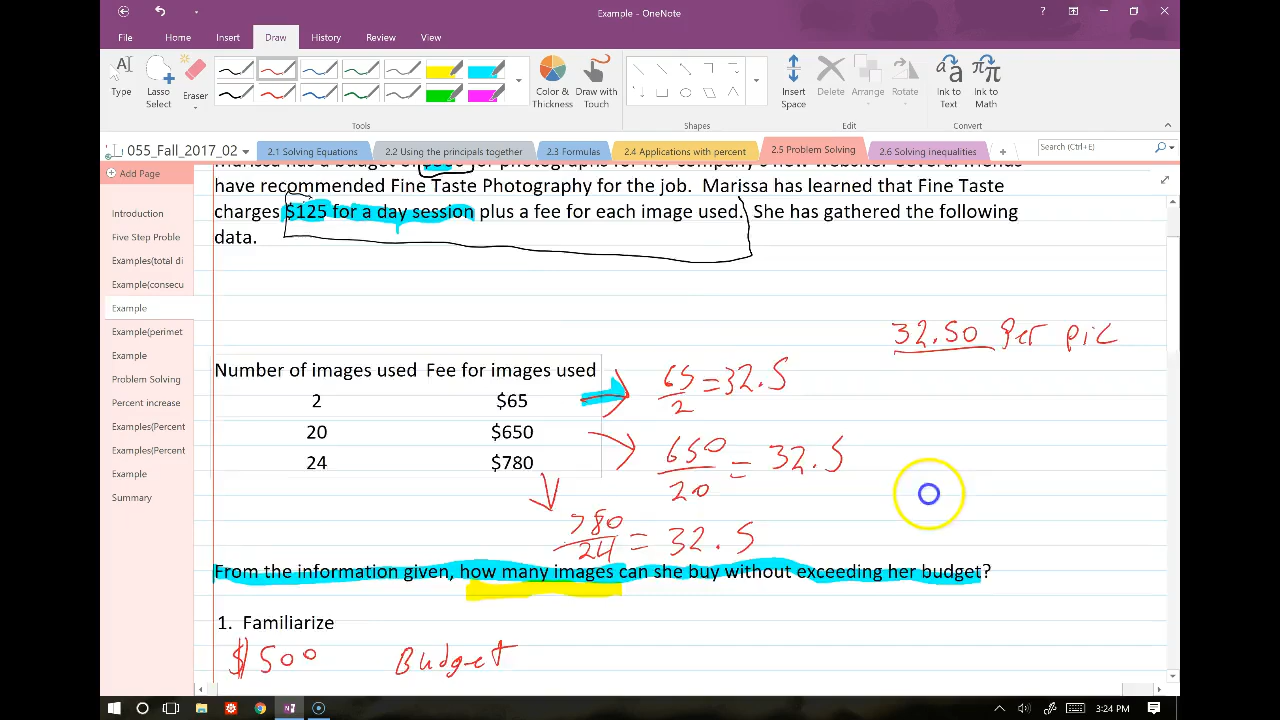 Example - OneNote
File Home Insert Draw History Review View
Type Lasso Select Eraser Color & Thickness Draw with Touch Insert Space Delete Arrange Rotate Ink to Text Ink to Math
Tools Shapes Edit Convert
055_Fall_2017_02 2.1 Solving Equations 2.2 Using the principals together 2.3 Formulas 2.4 Applications with percent 2.5 Problem Solving 2.6 Solving inequalities Search (Ctrl+E)
Add Page
Introduction
Five Step Proble
Examples(total di
Examples(consecu
Example
Example(perimet
Example
Problem Solving
Percent increase
Examples(Percent
Examples(Percent
Example
Summary
have recommended Fine Taste Photography for the job. Marissa has learned that Fine Taste
charges $125 for a day session plus a fee for each image used. She has gathered the following
data.
32.50 Per pic
Number of images used Fee for images used
2 $65
65/2 = 32.5
20 $650
650/20 = 32.5
24 $780
780/24 = 32.5
From the information given, how many images can she buy without exceeding her budget?
1. Familiarize
$500 Budget
3:24 PM